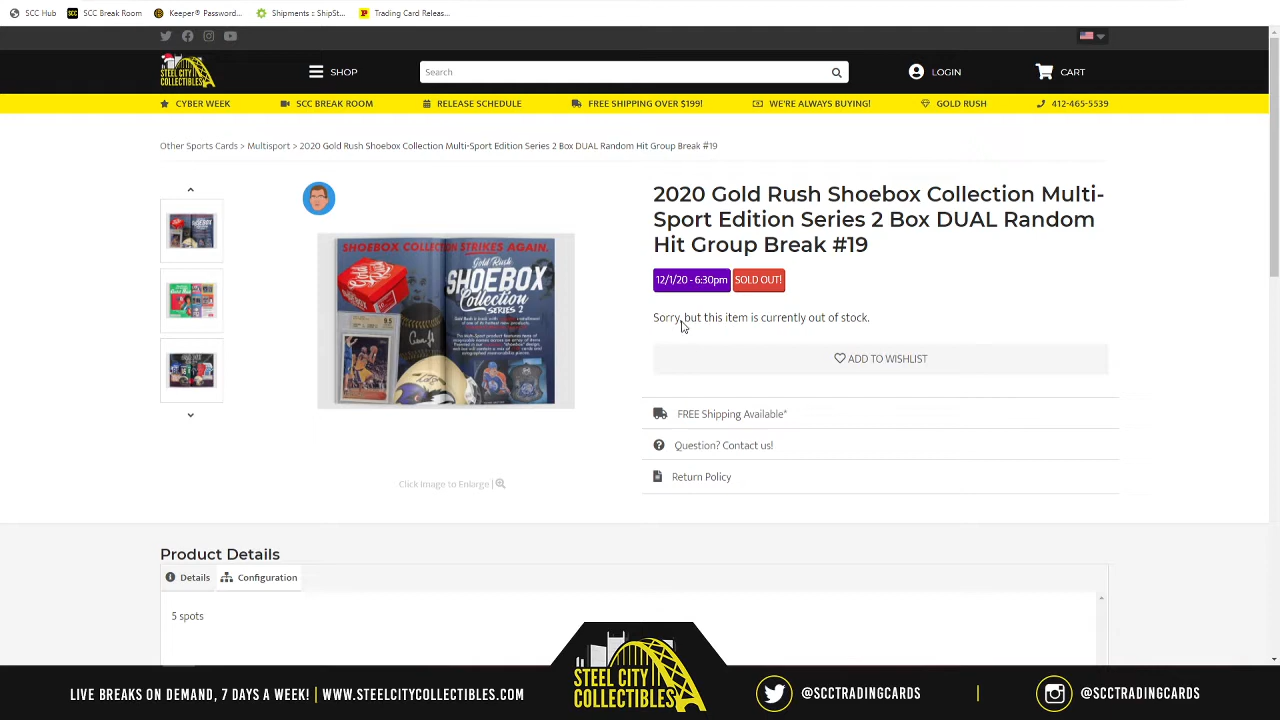 SCC Hub SCC Break Room Keeper® Password... Shipments :: ShipSt... Trading Card Releas...
STEEL CITY
COLLECTIBLES
SHOP Search LOGIN CART
CYBER WEEK SCC BREAK ROOM RELEASE SCHEDULE FREE SHIPPING OVER $199! WE'RE ALWAYS BUYING! GOLD RUSH 412-465-5539
Other Sports Cards > Multisport > 2020 Gold Rush Shoebox Collection Multi-Sport Edition Series 2 Box DUAL Random Hit Group Break #19
2020 Gold Rush Shoebox Collection Multi-
Sport Edition Series 2 Box DUAL Random
Hit Group Break #19
12/1/20 - 6:30pm SOLD OUT!
Sorry, but this item is currently out of stock.
ADD TO WISHLIST
FREE Shipping Available*
Question? Contact us!
Return Policy
SHOEBOX COLLECTION STRIKES AGAIN.
Gold Rush
SHOEBOX
Collection
SERIES 2
9.5
Click Image to Enlarge |
Product Details
Details Configuration
5 spots
LIVE BREAKS ON DEMAND, 7 DAYS A WEEK! | WWW.STEELCITYCOLLECTIBLES.COM
STEEL CITY
COLLECTIBLES
@SCCTRADINGCARDS | @SCCTRADINGCARDS